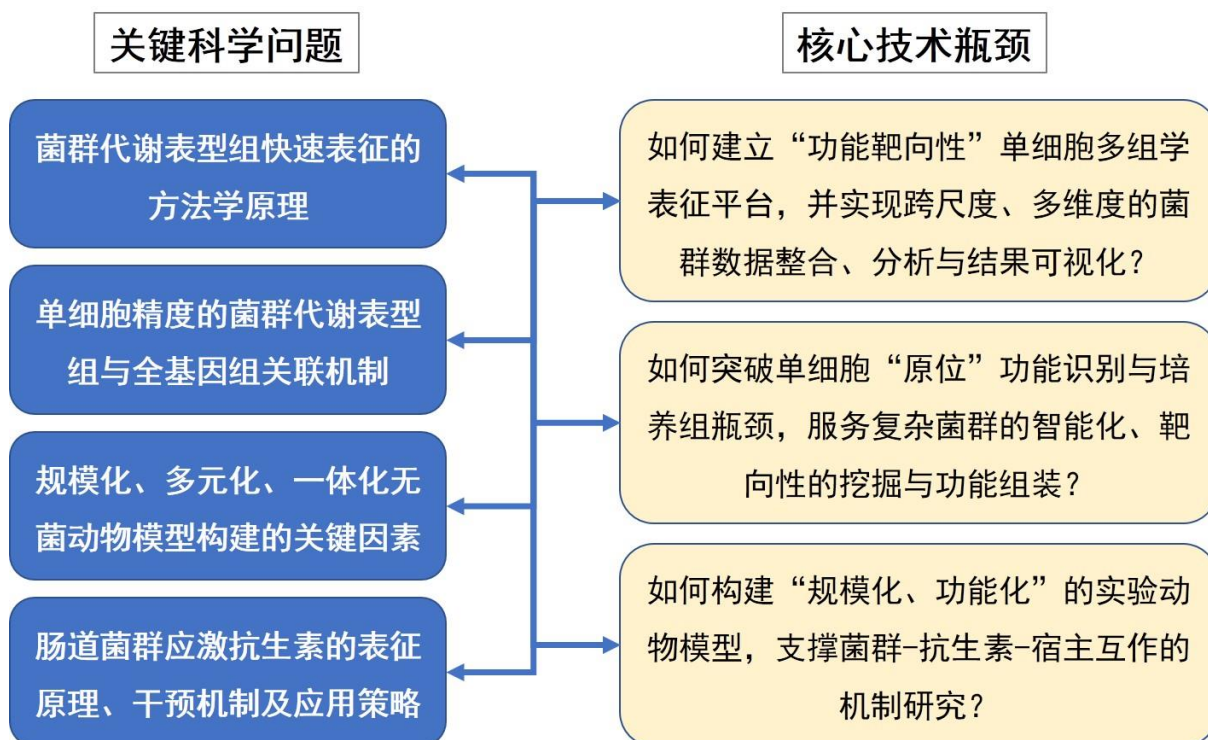 关键科学问题
菌群代谢表型组快速表征的
方法学原理
单细胞精度的菌群代谢表型
组与全基因组关联机制
规模化、多元化、一体化无
菌动物模型构建的关键因素
肠道菌群应激抗生素的表征
原理、干预机制及应用策略
核心技术瓶颈
如何建立“功能靶向性”单细胞多组学
表征平台，并实现跨尺度、多维度的菌
群数据整合、分析与结果可视化？
如何突破单细胞“原位”功能识别与培
养组瓶颈，服务复杂菌群的智能化、靶
向性的挖掘与功能组装？
如何构建“规模化、功能化”的实验动
物模型，支撑菌群-抗生素-宿主互作的
机制研究？